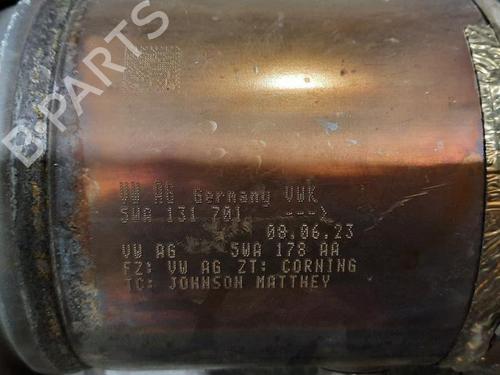 B-PARTS
VW AG Germany VWK
5WA 131 701 --->
08.06.23
VW AG 5WA 178 AA
FZ: VW AG ZT: CORNING
TC: JOHNSON MATTHEY